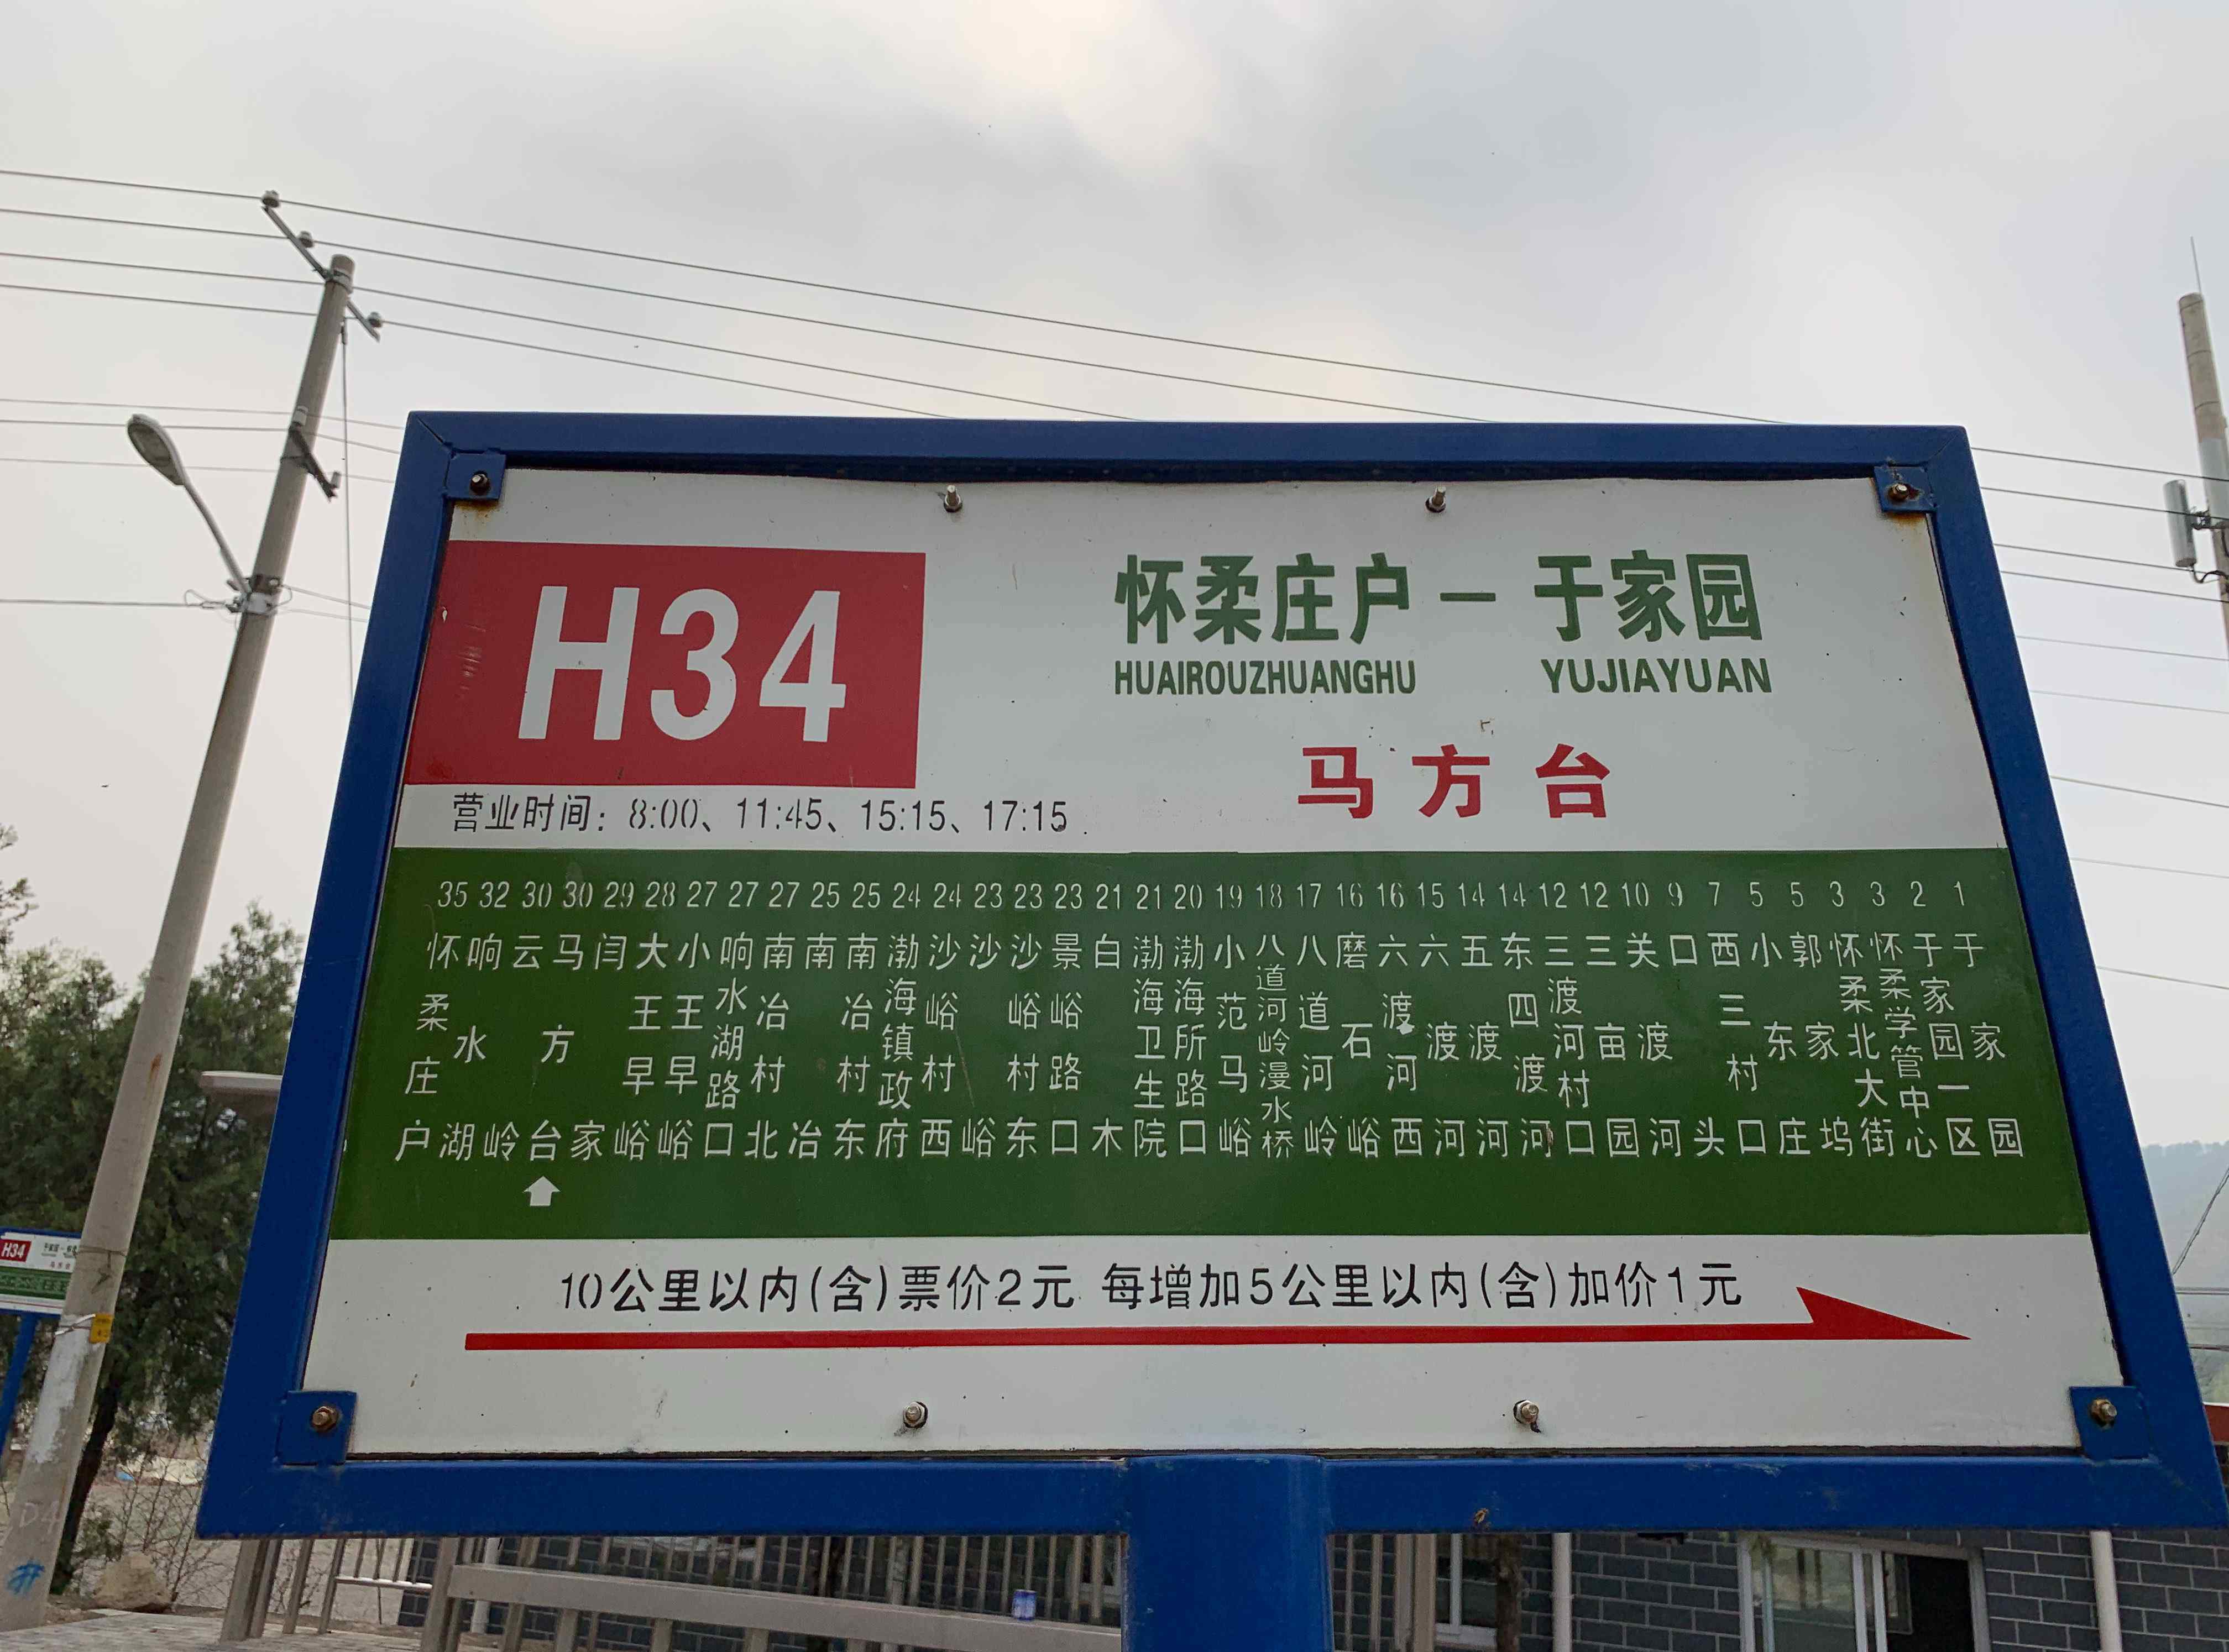 H34
怀柔庄户 — 于家园
HUAIROUZHUANGHU YUJIAYUAN
马方台
营业时间: 8:00、11:45、15:15、17:15
35 32 30 30 29 28 27 27 27 25 25 24 24 23 23 23 21 21 20 19 18 17 16 16 15 14 14 12 12 10 9 7 5 5 3 3 2 1
怀柔庄户
响水湖
云岭
马方台
闫家
大王早峪
小王早峪
响水湖路口
南冶村北
南冶
南冶村东
渤海镇政府
沙峪村西
沙峪
沙峪村东
景峪路口
白木
渤海卫生院
渤海所路口
小范马峪
八道河岭漫水桥
八道河岭
磨石峪
六渡河西
六渡河
五渡河
东四渡河
三渡河村口
三亩园
关渡河
口头
西三村口
小东庄
郭家坞
怀柔北大街
怀柔学管中心
于家园一区
于家园
10公里以内(含)票价2元 每增加5公里以内(含)加价1元
H34
D4